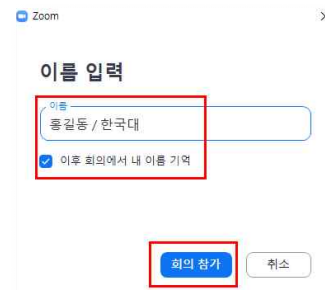 Zoom
이름 입력
이름
홍길동 / 한국대
이후 회의에서 내 이름 기억
회의 참가
취소